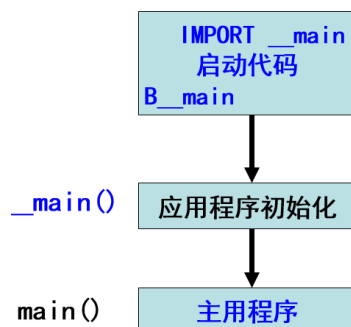 IMPORT __main
启动代码
B__main
__main()
应用程序初始化
main()
主用程序